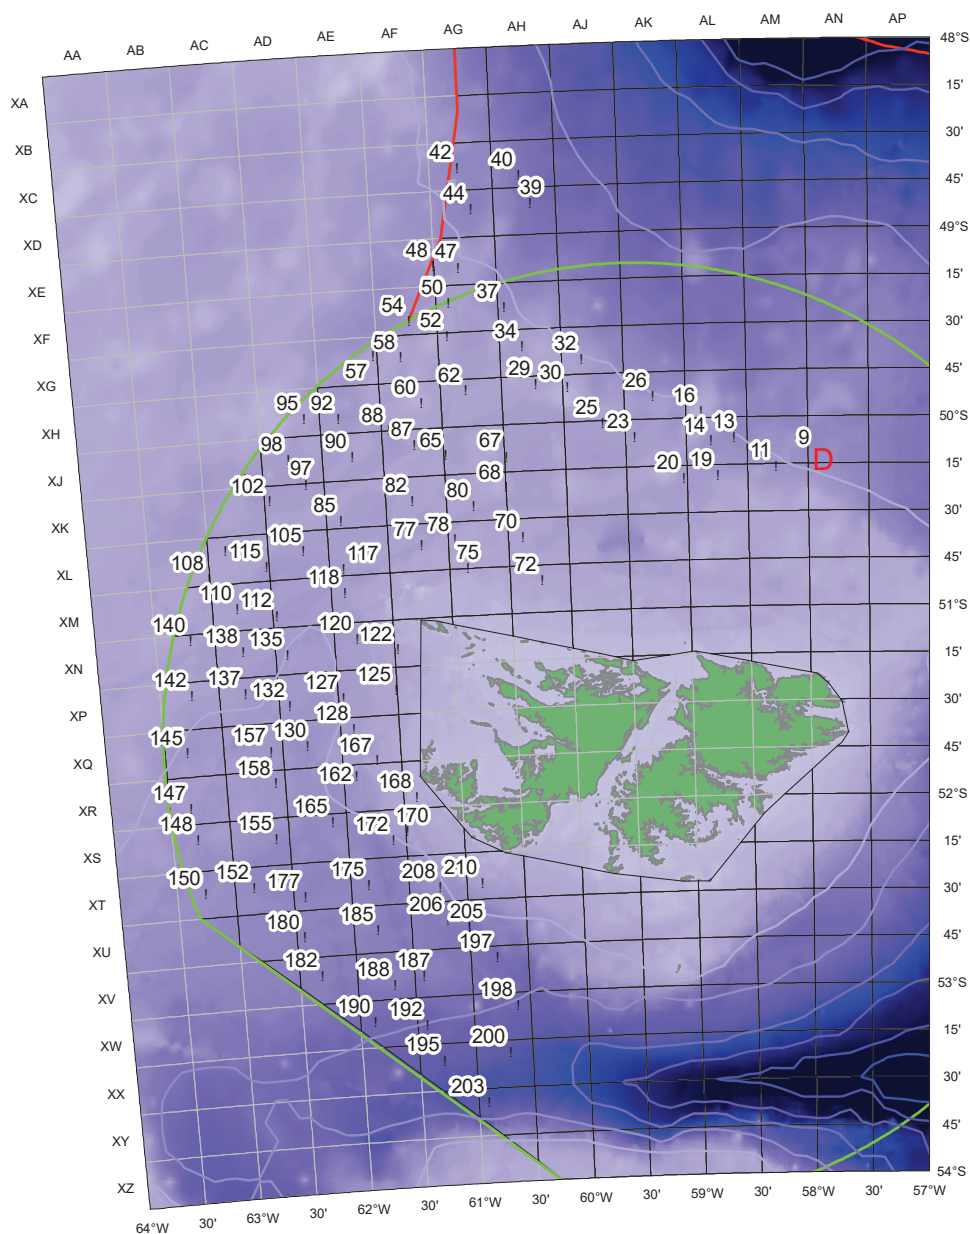 AA AB AC AD AE AF AG AH AJ AK AL AM AN AP
48°S
XA 15'
XB 42 40 30'
XC 44 39 45'
XD 48 47 49°S
15'
XE 54 50 37
52 30'
XF 58 34 32
57 29 30 45'
XG 60 62 26 16
95 92 88 25 23 14 13 50°S
XH 98 90 87 65 67 20 19 11 9 D
97 68 15'
XJ 102 82 80
85 30'
XK 105 77 78 70
115 117 75 45'
XL 108 118 72
110 112 51°S
XM 140 138 135 120 122
15'
XN 142 137 132 127 125
30'
XP 145 157 130 128
167 45'
XQ 158 162 168
147 52°S
XR 148 155 165 172 170
15'
XS 150 152 177 175 208 210
30'
XT 180 185 206 205
45'
XU 182 188 187 197
53°S
XV 190 192 198
15'
XW 195 200
30'
XX 203
45'
XY
54°S
XZ
64°W 30' 63°W 30' 62°W 30' 61°W 30' 60°W 30' 59°W 30' 58°W 30' 57°W